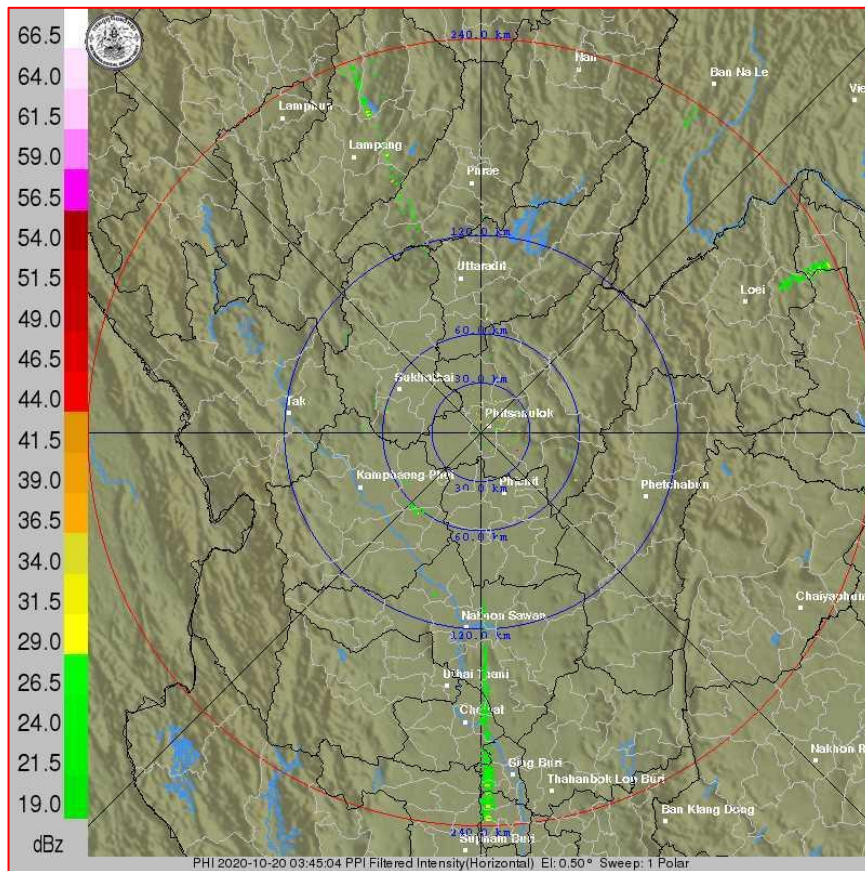 66.5
64.0
61.5
59.0
56.5
54.0
51.5
49.0
46.5
44.0
41.5
39.0
36.5
34.0
31.5
29.0
26.5
24.0
21.5
19.0
dBz
240.0 km
Nan
Ban Na Le
Vie
Lamphun
Lampang
Phrae
120.0 km
Uttaradit
Loei
60.0 km
30.0 km
Sukhothai
Tak
Phitsanulok
Kamphaeng Phet
Phichit
30.0 km
Phetchabun
60.0 km
Chaiyaphum
Nakhon Sawan
120.0 km
Uthai Thani
Chainat
Nakhon R
Sing Buri
Thahanbok Lop Buri
Ban Klang Dong
240.0 km
Suphan Buri
PHI 2020-10-20 03:45:04 PPI Filtered Intensity(Horizontal) El: 0.50° Sweep: 1 Polar